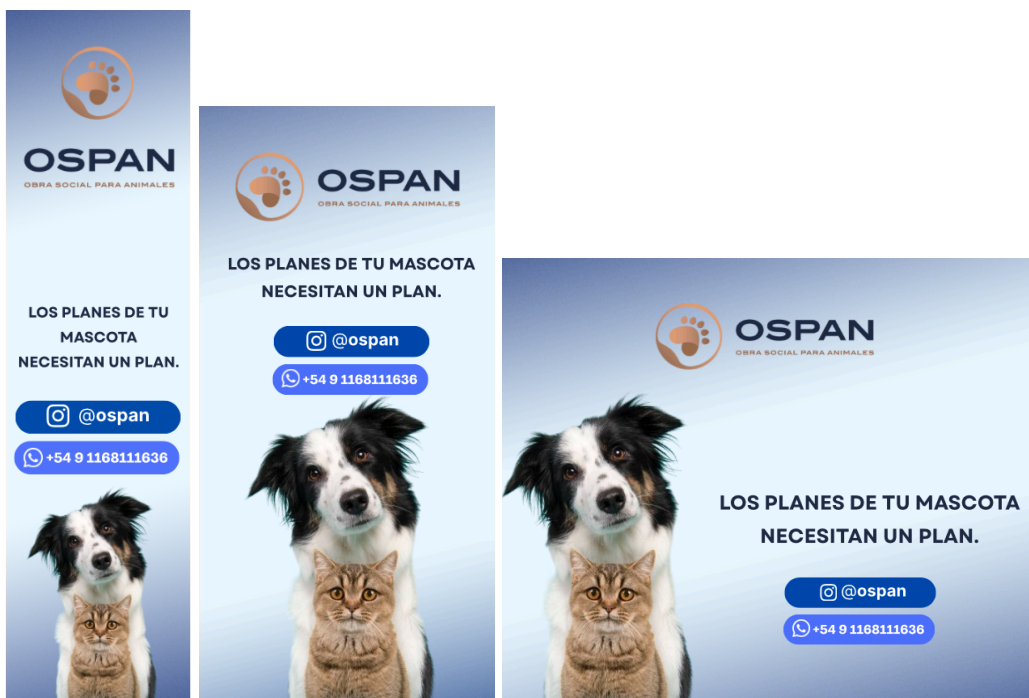 OSPAN
OBRA SOCIAL PARA ANIMALES
LOS PLANES DE TU
MASCOTA
NECESITAN UN PLAN.
@ospan
+54 9 1168111636
OSPAN
OBRA SOCIAL PARA ANIMALES
LOS PLANES DE TU MASCOTA
NECESITAN UN PLAN.
@ospan
+54 9 1168111636
OSPAN
OBRA SOCIAL PARA ANIMALES
LOS PLANES DE TU MASCOTA
NECESITAN UN PLAN.
@ospan
+54 9 1168111636